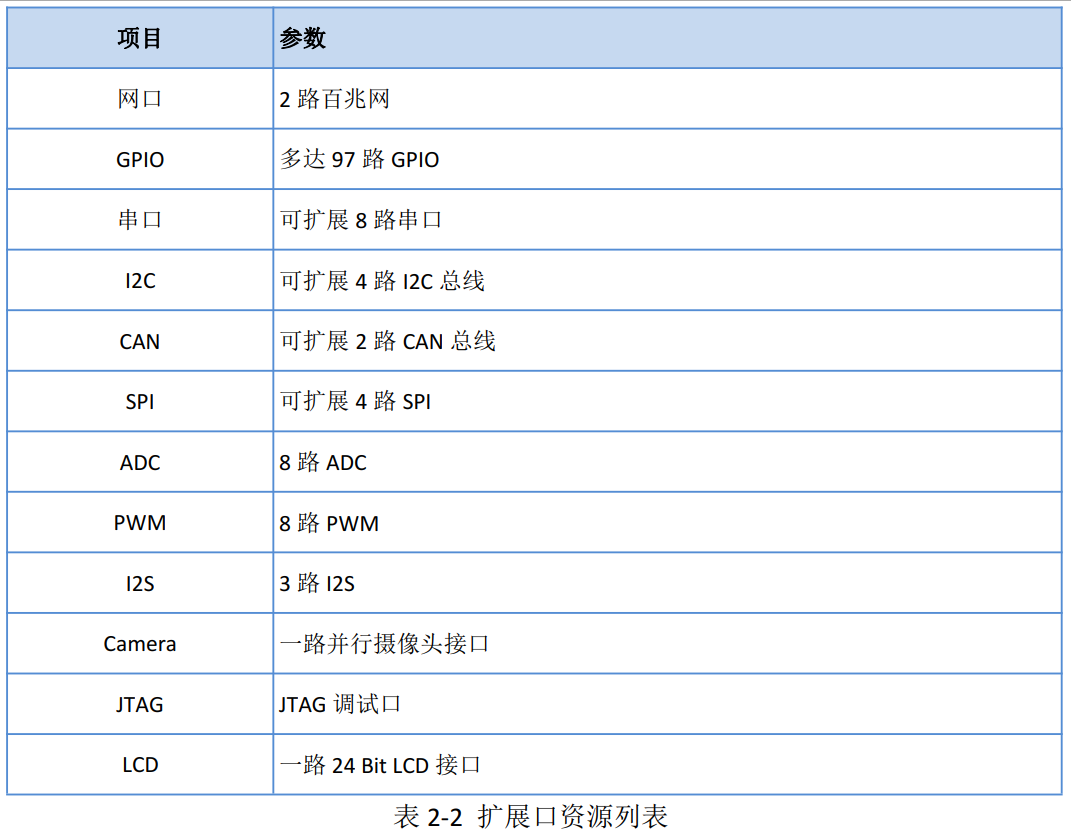 项目 参数
网口 2 路百兆网
GPIO 多达 97 路 GPIO
串口 可扩展 8 路串口
I2C 可扩展 4 路 I2C 总线
CAN 可扩展 2 路 CAN 总线
SPI 可扩展 4 路 SPI
ADC 8 路 ADC
PWM 8 路 PWM
I2S 3 路 I2S
Camera 一路并行摄像头接口
JTAG JTAG 调试口
LCD 一路 24 Bit LCD 接口
表 2-2 扩展口资源列表